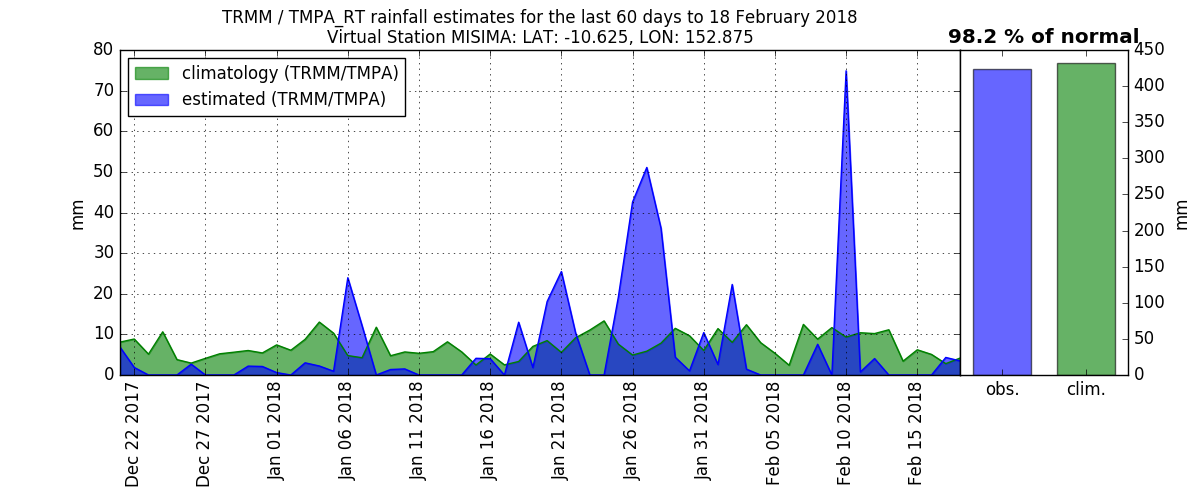 TRMM / TMPA_RT rainfall estimates for the last 60 days to 18 February 2018
Virtual Station MISIMA: LAT: -10.625, LON: 152.875
98.2 % of normal
climatology (TRMM/TMPA)
estimated (TRMM/TMPA)
80
70
60
50
40
30
20
10
0
mm
Dec 22 2017
Dec 27 2017
Jan 01 2018
Jan 06 2018
Jan 11 2018
Jan 16 2018
Jan 21 2018
Jan 26 2018
Jan 31 2018
Feb 05 2018
Feb 10 2018
Feb 15 2018
obs.
clim.
450
400
350
300
250
200
150
100
50
0
mm